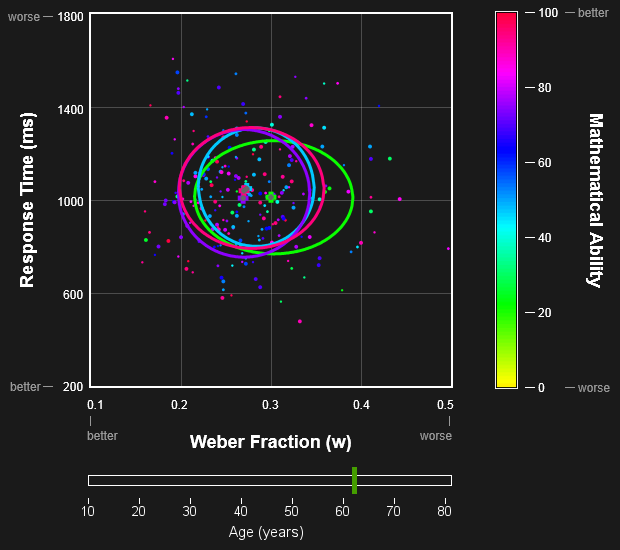 worse
1800
1400
1000
600
200
better
Response Time (ms)
0.1
0.2
0.3
0.4
0.5
better
worse
Weber Fraction (w)
10
20
30
40
50
60
70
80
Age (years)
100
80
60
40
20
0
better
worse
Mathematical Ability